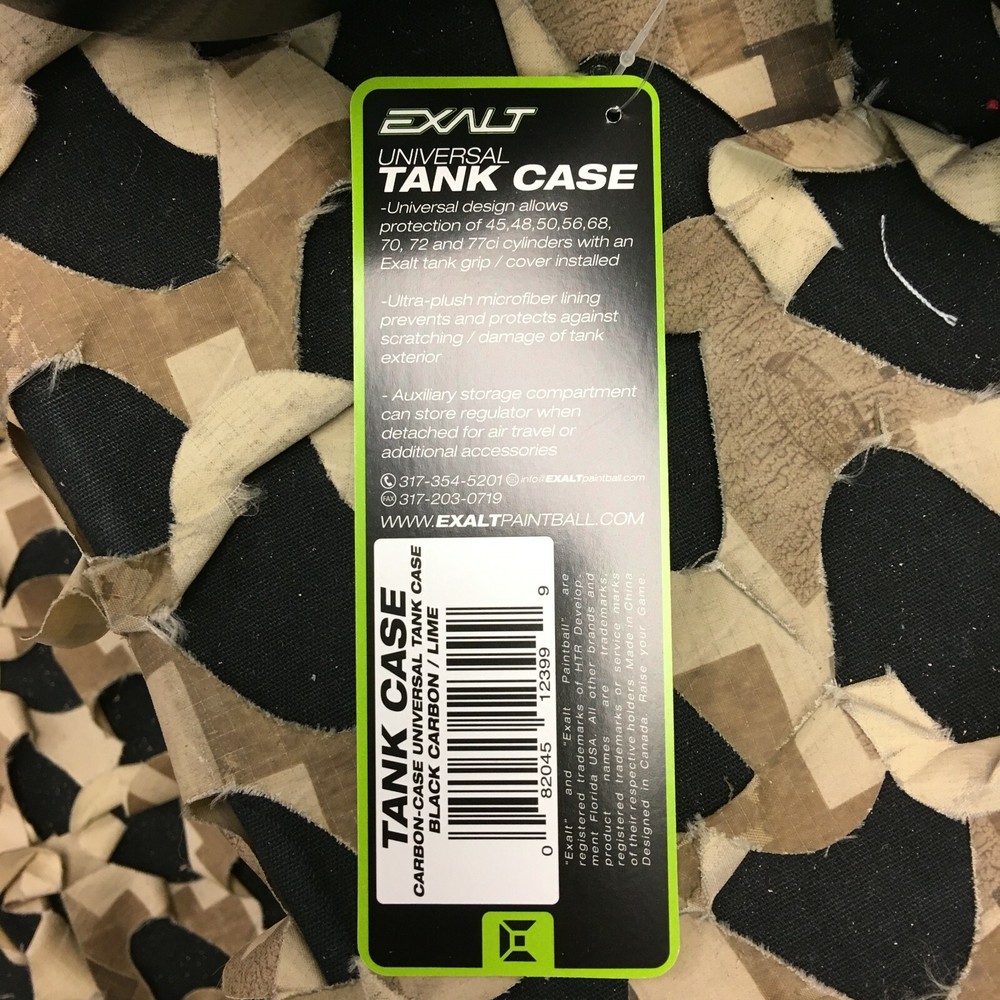 EXALT
UNIVERSAL
TANK CASE
-Universal design allows
protection of 45,48,50,56,68,
70, 72 and 77ci cylinders with an
Exalt tank grip / cover installed
-Ultra-plush microfiber lining
prevents and protects against
scratching / damage of tank
exterior
- Auxiliary storage compartment
can store regulator when
detached for air travel or
additional accessories
317-354-5201 info@EXALTpaintball.com
FAX 317-203-0719
WWW.EXALTPAINTBALL.COM
TANK CASE
CARBON-CASE UNIVERSAL TANK CASE
BLACK CARBON / LIME
0 82045 12399 9
"Exalt" and "Exalt Paintball" are
registered trademarks of HTR Develop-
ment Florida USA. All other brands and
product names are trademarks,
registered trademarks or service marks
of their respective holders. Made in China
Designed in Canada. Raise your Game.